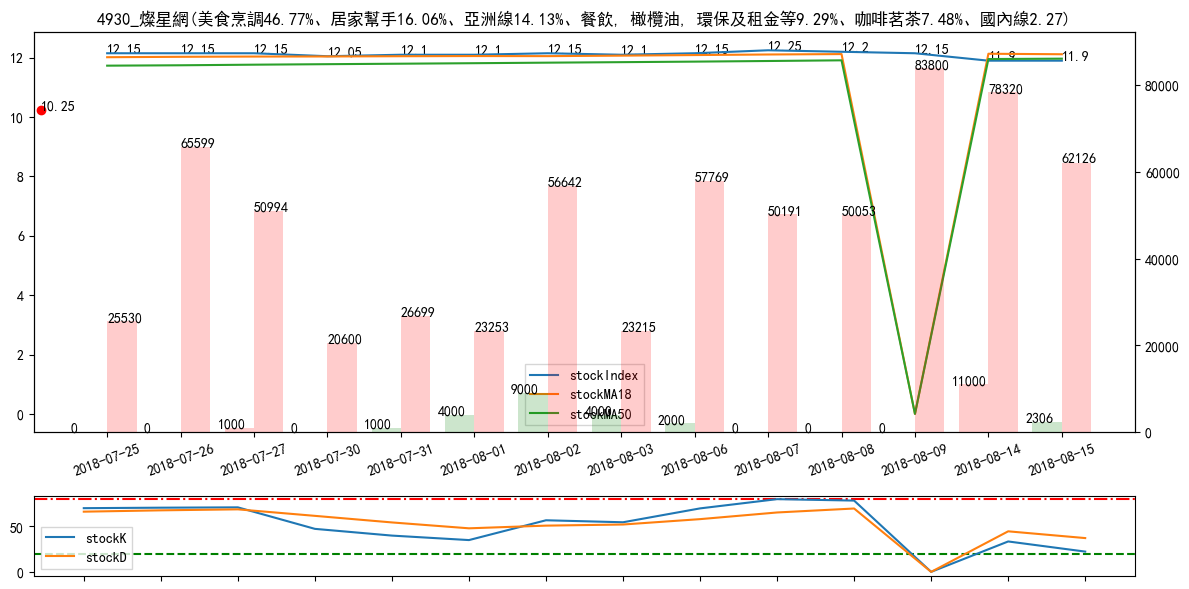 4930_燦星網(美食烹調46.77%、居家幫手16.06%、亞洲線14.13%、餐飲, 橄欖油, 環保及租金等9.29%、咖啡茗茶7.48%、國內線2.27)
12.15 12.15 12.15 12.05 12.1 12.1 12.15 12.1 12.15 12.25 12.2 12.15 11.9 11.9
10.25
12
10
8
6
4
2
0
80000
60000
40000
20000
0
25530 65599 50994 20600 26699 23253 56642 23215 57769 50191 50053 83800 78320 62126
0 0 1000 0 1000 4000 9000 4000 2000 0 0 0 11000 2306
stockIndex
stockMA18
stockMA50
2018-07-25 2018-07-26 2018-07-27 2018-07-30 2018-07-31 2018-08-01 2018-08-02 2018-08-03 2018-08-06 2018-08-07 2018-08-08 2018-08-09 2018-08-14 2018-08-15
50
0
stockK
stockD